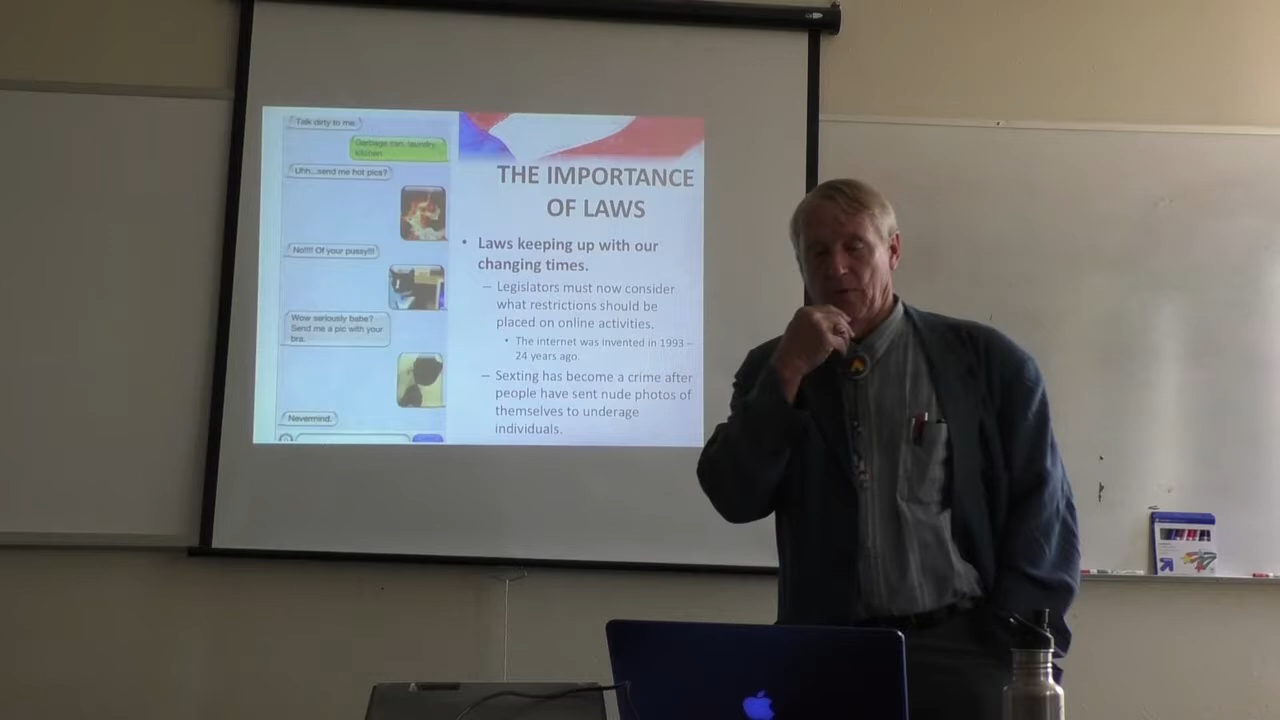 Talk dirty to me.
Garbage can, laundry,
kitchen
Uhh...send me hot pics?
No!!!! Of your pussy!!!
Wow seriously babe?
Send me a pic with your
bra.
Nevermind.
THE IMPORTANCE
OF LAWS
• Laws keeping up with our
changing times.
– Legislators must now consider
what restrictions should be
placed on online activities.
• The internet was invented in 1993 –
24 years ago.
– Sexting has become a crime after
people have sent nude photos of
themselves to underage
individuals.